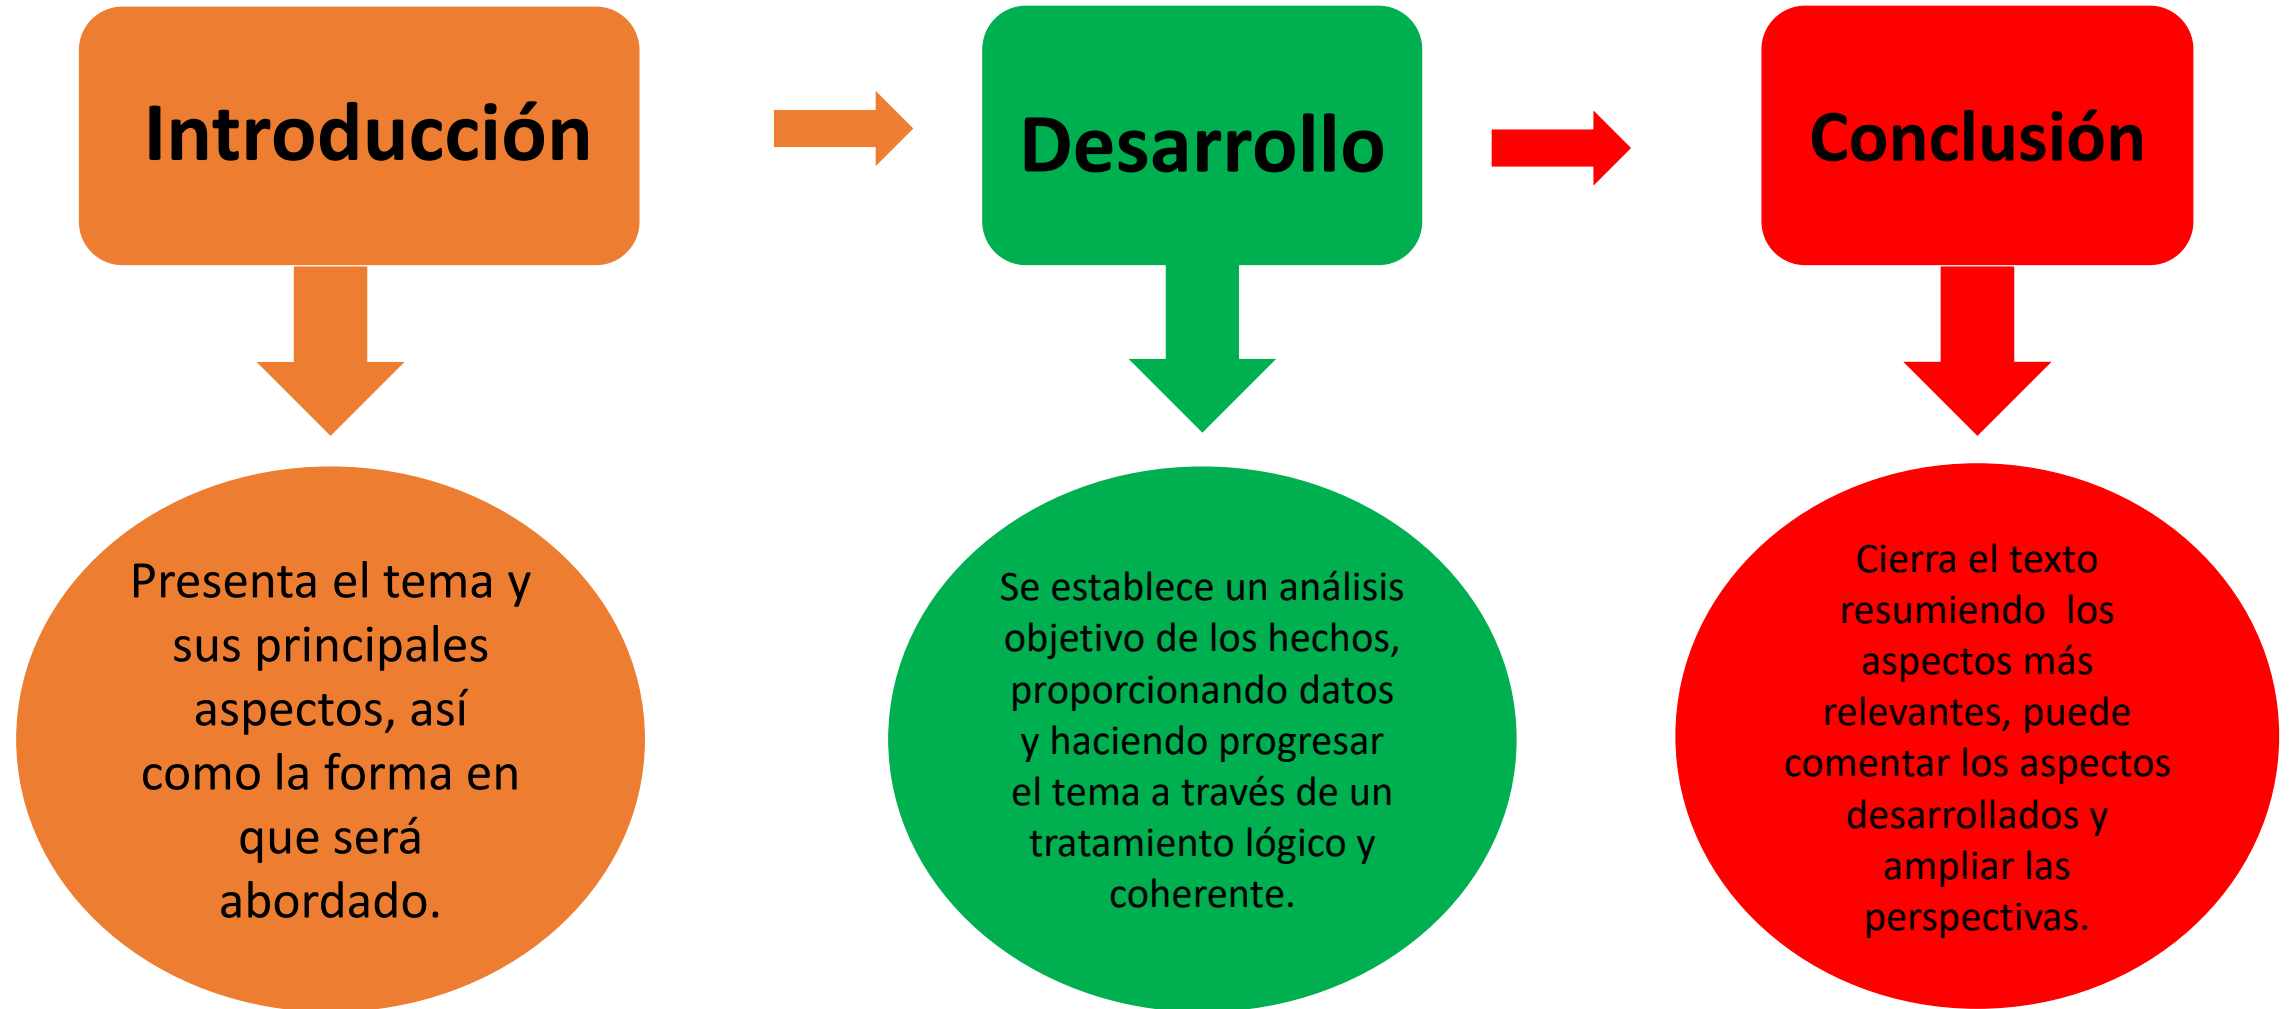 Introducción
Desarrollo
Conclusión
Presenta el tema y
sus principales
aspectos, así
como la forma en
que será
abordado.
Se establece un análisis
objetivo de los hechos,
proporcionando datos
y haciendo progresar
el tema a través de un
tratamiento lógico y
coherente.
Cierra el texto
resumiendo  los
aspectos más
relevantes, puede
comentar los aspectos
desarrollados y
ampliar las
perspectivas.